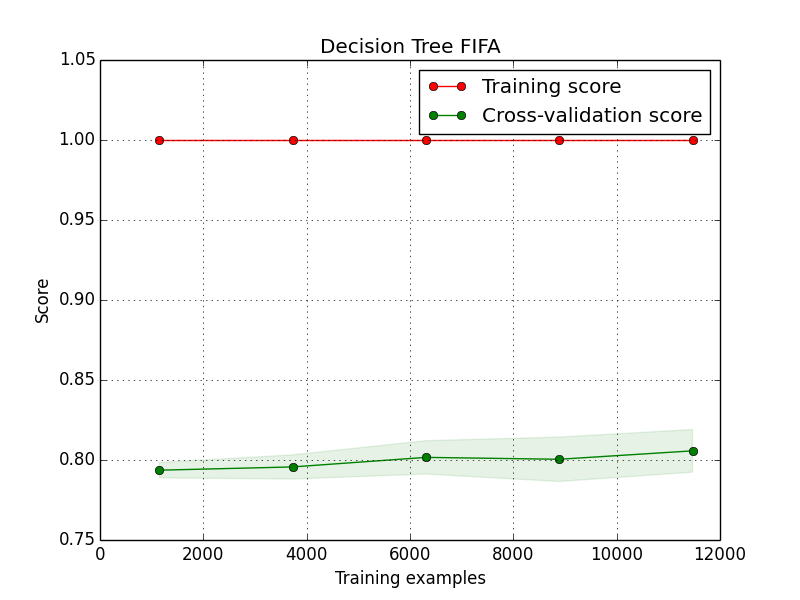 Decision Tree FIFA
1.05
1.00
0.95
0.90
0.85
0.80
0.75
Score
Training score
Cross-validation score
0 2000 4000 6000 8000 10000 12000
Training examples